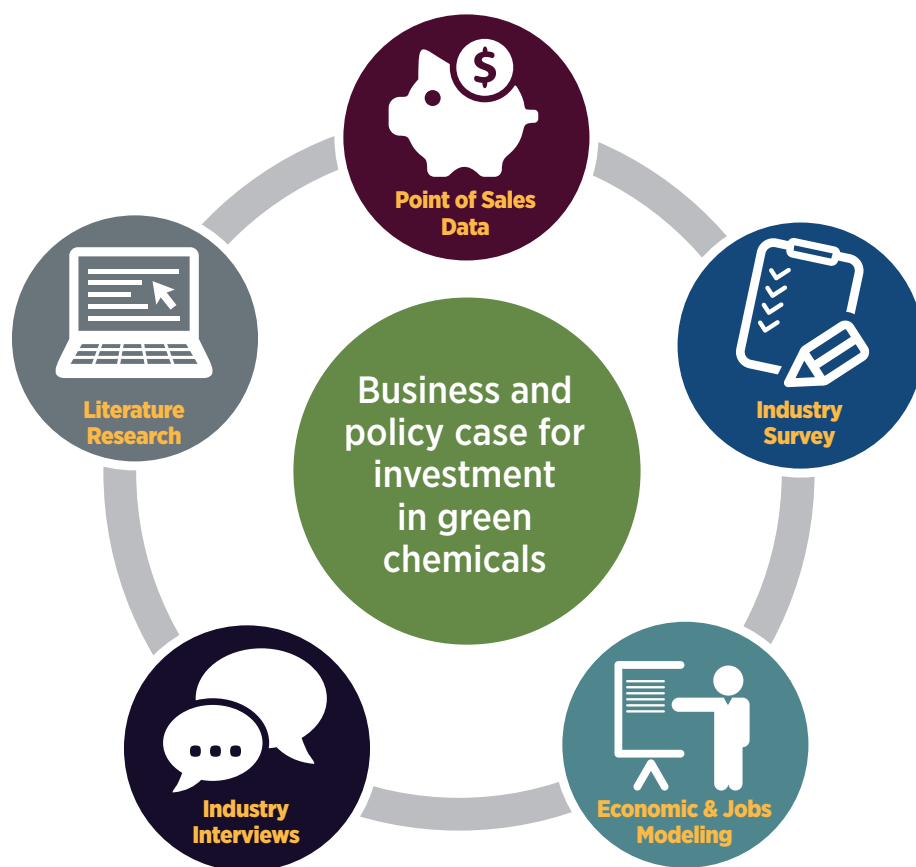 $
Point of Sales
Data
Literature
Research
Industry
Survey
Business and
policy case for
investment
in green
chemicals
Industry
Interviews
Economic & Jobs
Modeling